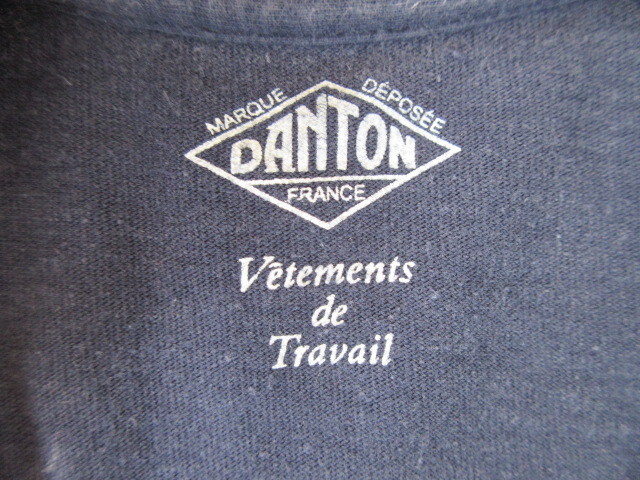 MARQUE DÉPOSÉE
DANTON
FRANCE
Vêtements
de
Travail